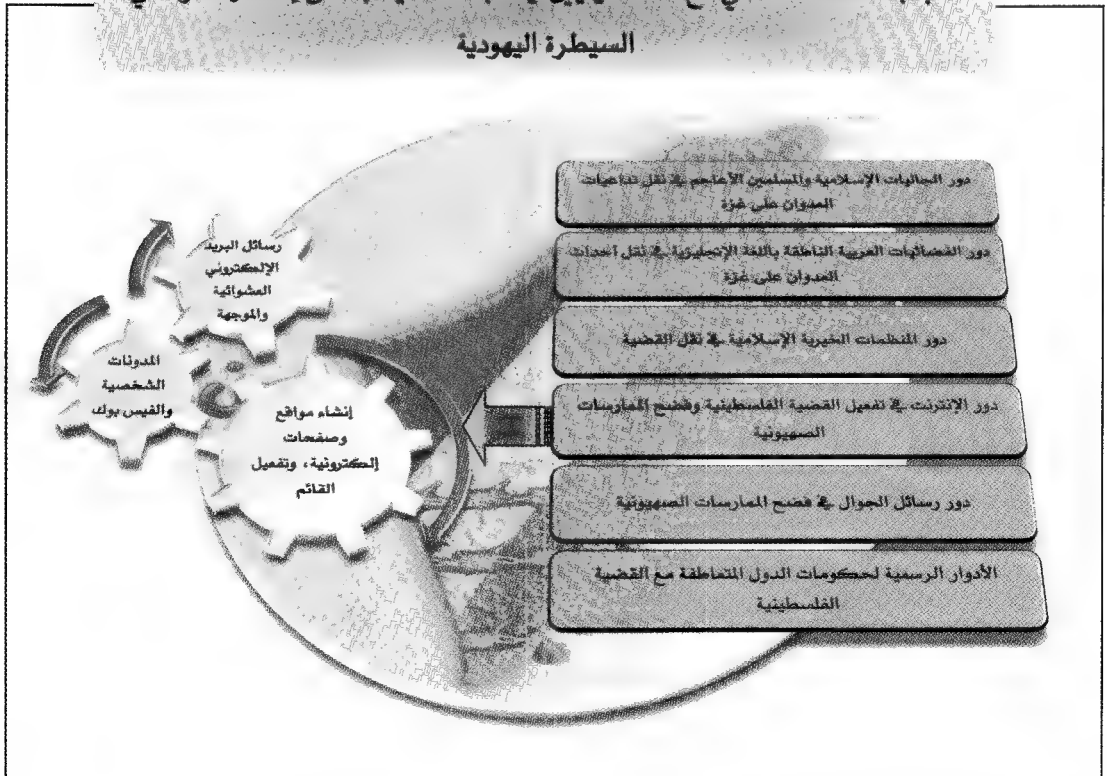 السيطرة اليهودية
دور الجاليات الإسلامية والمسلمين الأعاجم في نقل تداعيات
العدوان على غزة
دور الفضائيات العربية الناطقة باللغة الإنجليزية في نقل أحداث
العدوان على غزة
دور المنظمات الخيرية الإسلامية في نقل القضية
دور الإنترنت في تفعيل القضية الفلسطينية وفضح الممارسات
الصهيونية
دور رسائل الجوال في فضح الممارسات الصهيونية
الأدوار الرسمية لحكومات الدول المتعاطفة مع القضية
الفلسطينية
رسائل البريد
الإلكتروني
العشوائية
والموجهة
المدونات
الشخصية
والفيس بوك
إنشاء مواقع
وصفحات
إلكترونية، وتفعيل
القائم